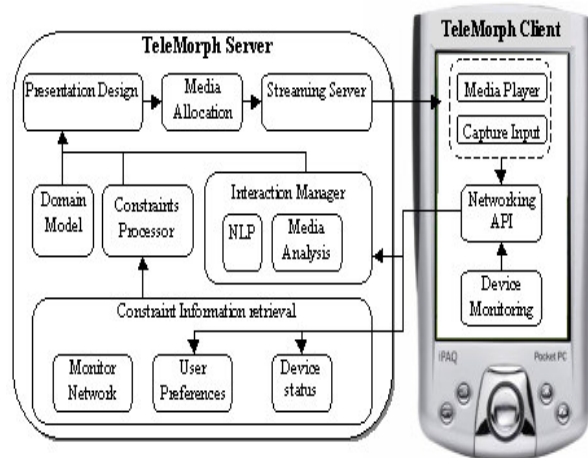 TeleMorph Server
Presentation Design
Media
Allocation
Streaming Server
Domain
Model
Constraints
Processor
Interaction Manager
NLP
Media
Analysis
Constraint Information retrieval
Monitor
Network
User
Preferences
Device
status
TeleMorph Client
Media Player
Capture Input
Networking
API
Device
Monitoring
iPAQ
Pocket PC